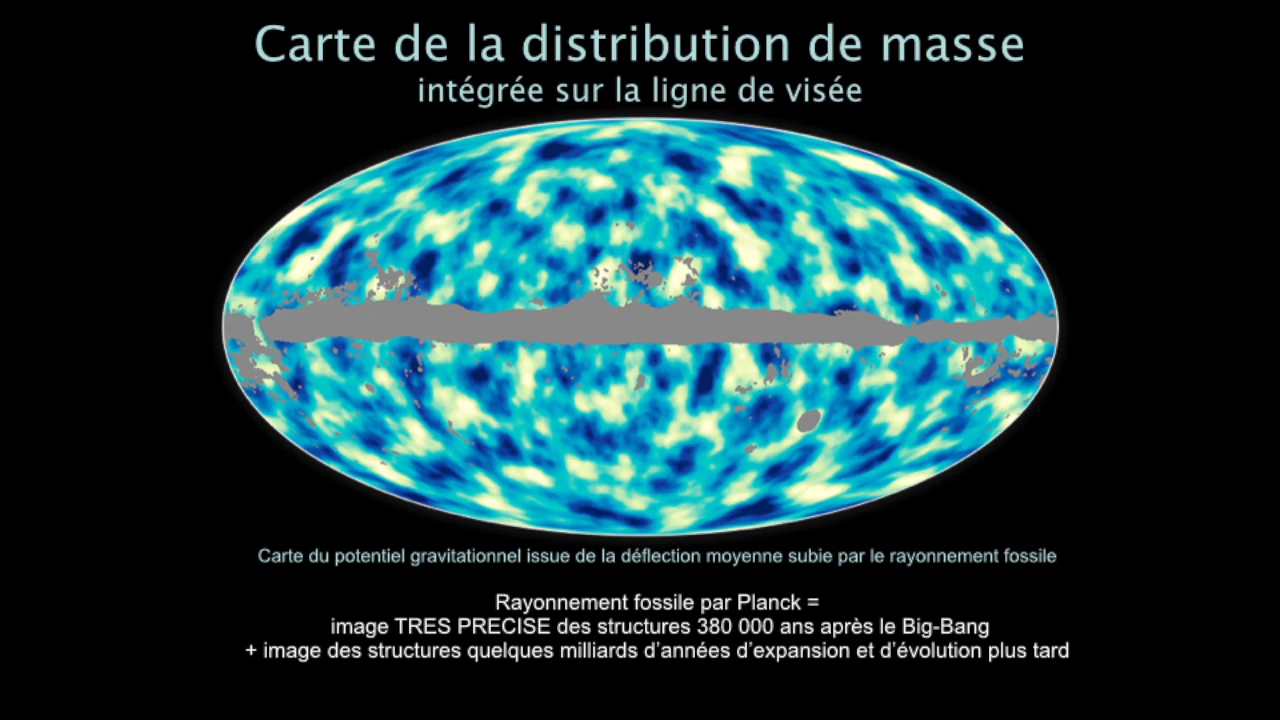 Carte de la distribution de masse
intégrée sur la ligne de visée
Carte du potentiel gravitationnel issue de la déflection moyenne subie par le rayonnement fossile
Rayonnement fossile par Planck =
image TRES PRECISE des structures 380 000 ans après le Big-Bang
+ image des structures quelques milliards d’années d’expansion et d’évolution plus tard